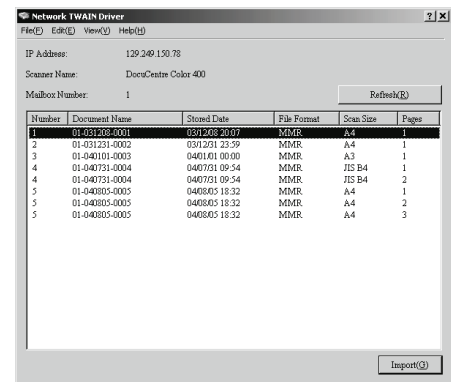 Network TWAIN Driver
File(F) Edit(E) View(V) Help(H)
IP Address: 129.249.150.78
Scanner Name: DocuCentre Color 400
Mailbox Number: 1 Refresh(R)
Number Document Name Stored Date File Format Scan Size Pages
1 01-031208-0001 03/12/08 20:07 MMR A4 1
2 01-031231-0002 03/12/31 23:59 MMR A4 1
3 01-040101-0003 04/01/01 00:00 MMR A3 1
4 01-040731-0004 04/07/31 09:54 MMR JIS B4 1
4 01-040731-0004 04/07/31 09:54 MMR JIS B4 2
5 01-040805-0005 04/08/05 18:32 MMR A4 1
5 01-040805-0005 04/08/05 18:32 MMR A4 2
5 01-040805-0005 04/08/05 18:32 MMR A4 3
Import(G)